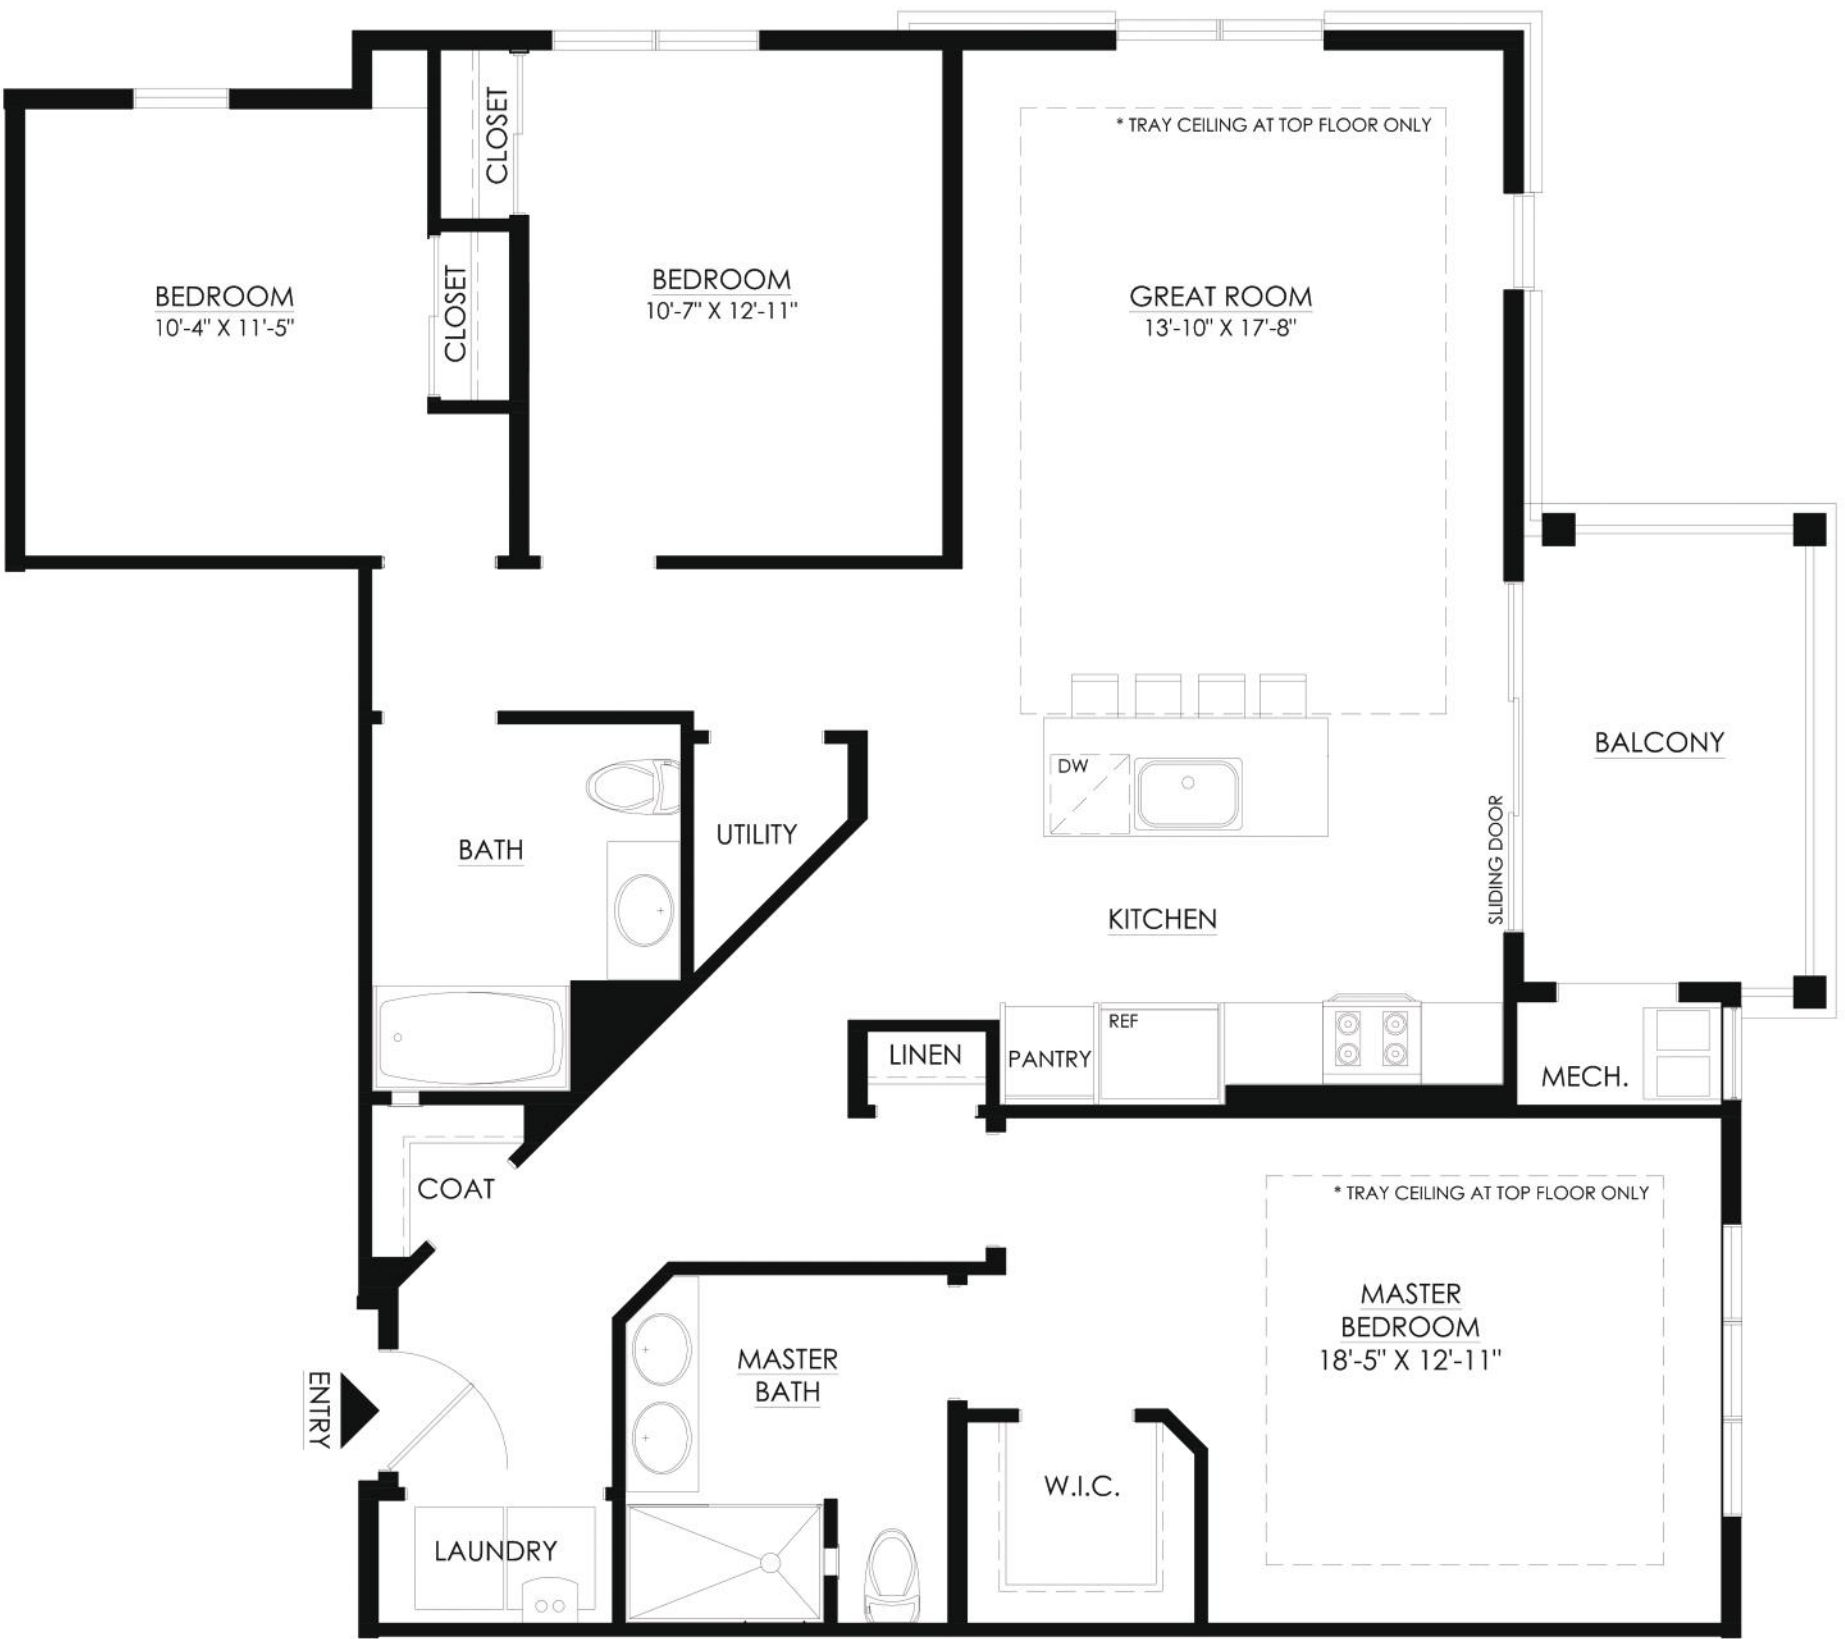 * TRAY CEILING AT TOP FLOOR ONLY
CLOSET
BEDROOM
10'-7" X 12'-11"
BEDROOM
10'-4" X 11'-5"
CLOSET
GREAT ROOM
13'-10" X 17'-8"
BALCONY
DW
UTILITY
BATH
SLIDING DOOR
KITCHEN
REF
LINEN
PANTRY
MECH.
COAT
* TRAY CEILING AT TOP FLOOR ONLY
MASTER
BEDROOM
18'-5" X 12'-11"
MASTER
BATH
ENTRY
W.I.C.
LAUNDRY